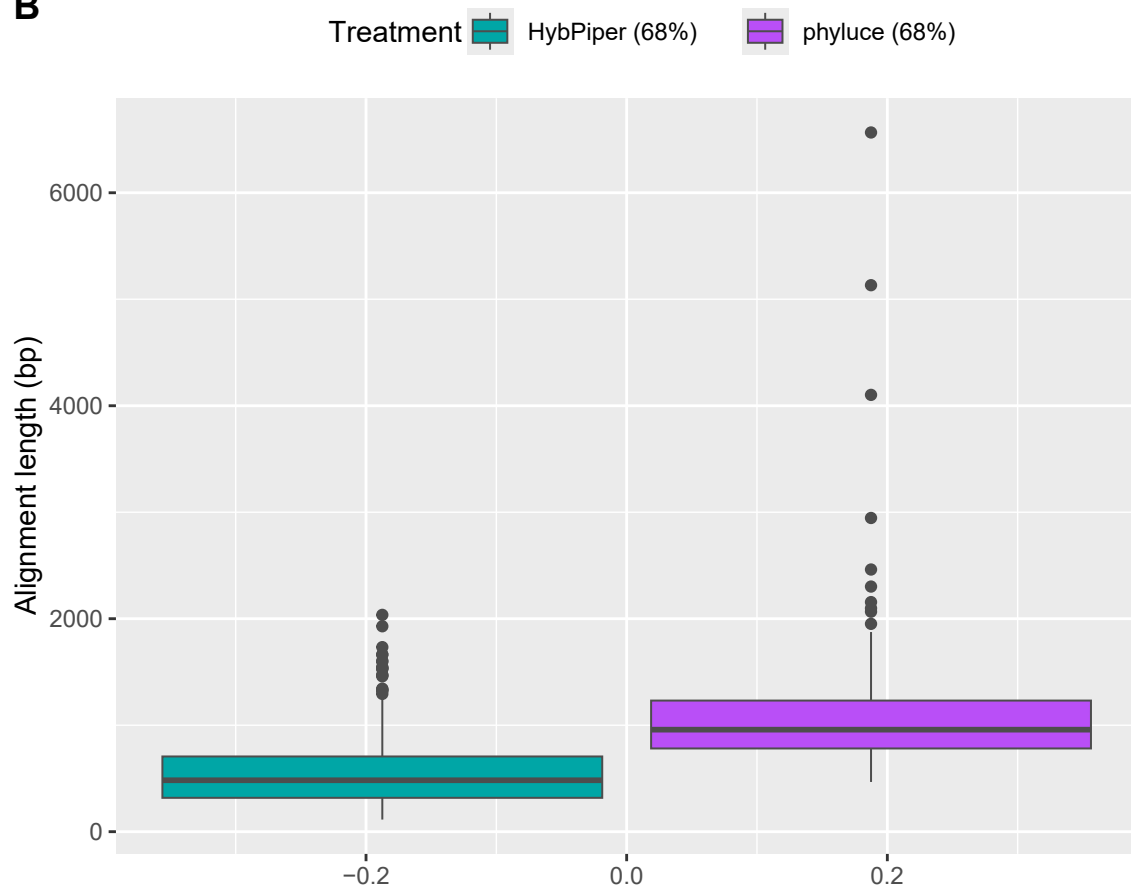 B
Treatment HybPiper (68%) phyluce (68%)
6000
4000
2000
0
Alignment length (bp)
−0.2 0.0 0.2